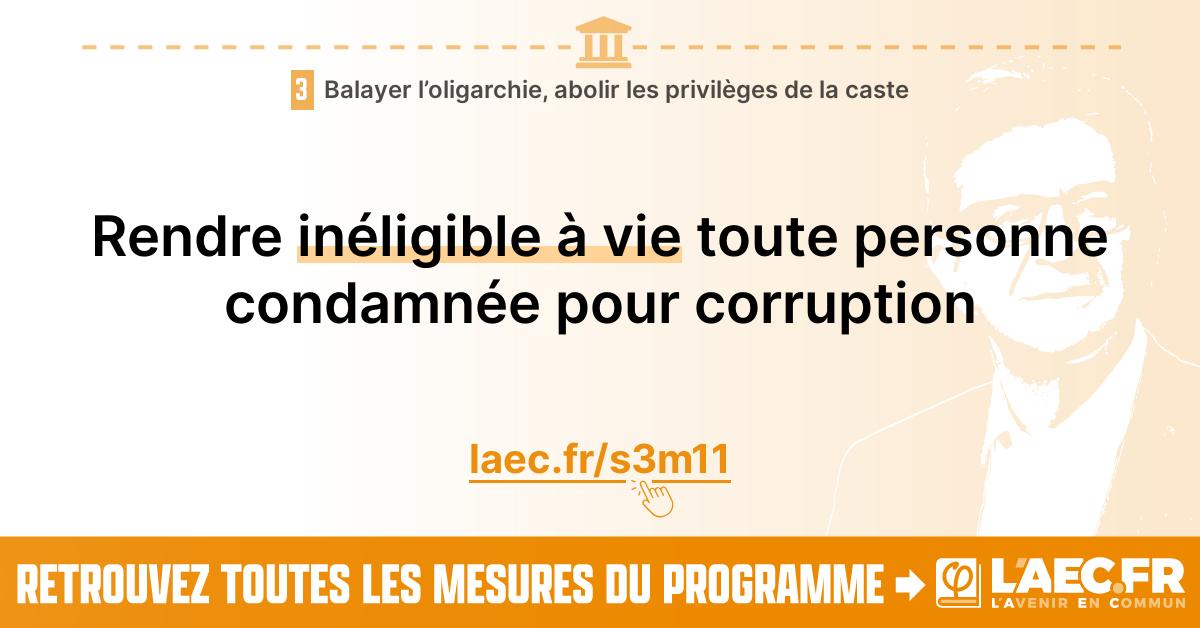 3 Balayer l’oligarchie, abolir les privilèges de la caste
Rendre inéligible à vie toute personne
condamnée pour corruption
laec.fr/s3m11
RETROUVEZ TOUTES LES MESURES DU PROGRAMME φ L'AEC.FR
L'AVENIR EN COMMUN